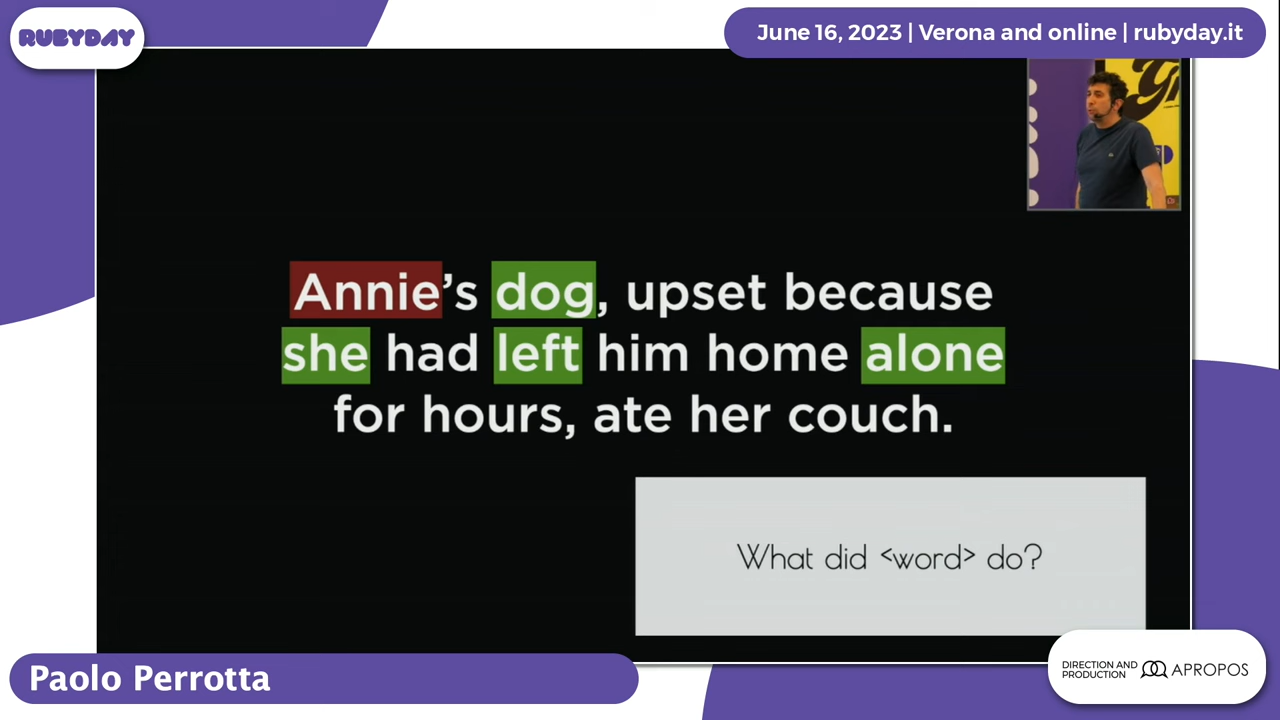 RUBYDAY
June 16, 2023 | Verona and online | rubyday.it
Annie’s dog, upset because
she had left him home alone
for hours, ate her couch.
What did <word> do?
Paolo Perrotta
DIRECTION AND
PRODUCTION
APROPOS